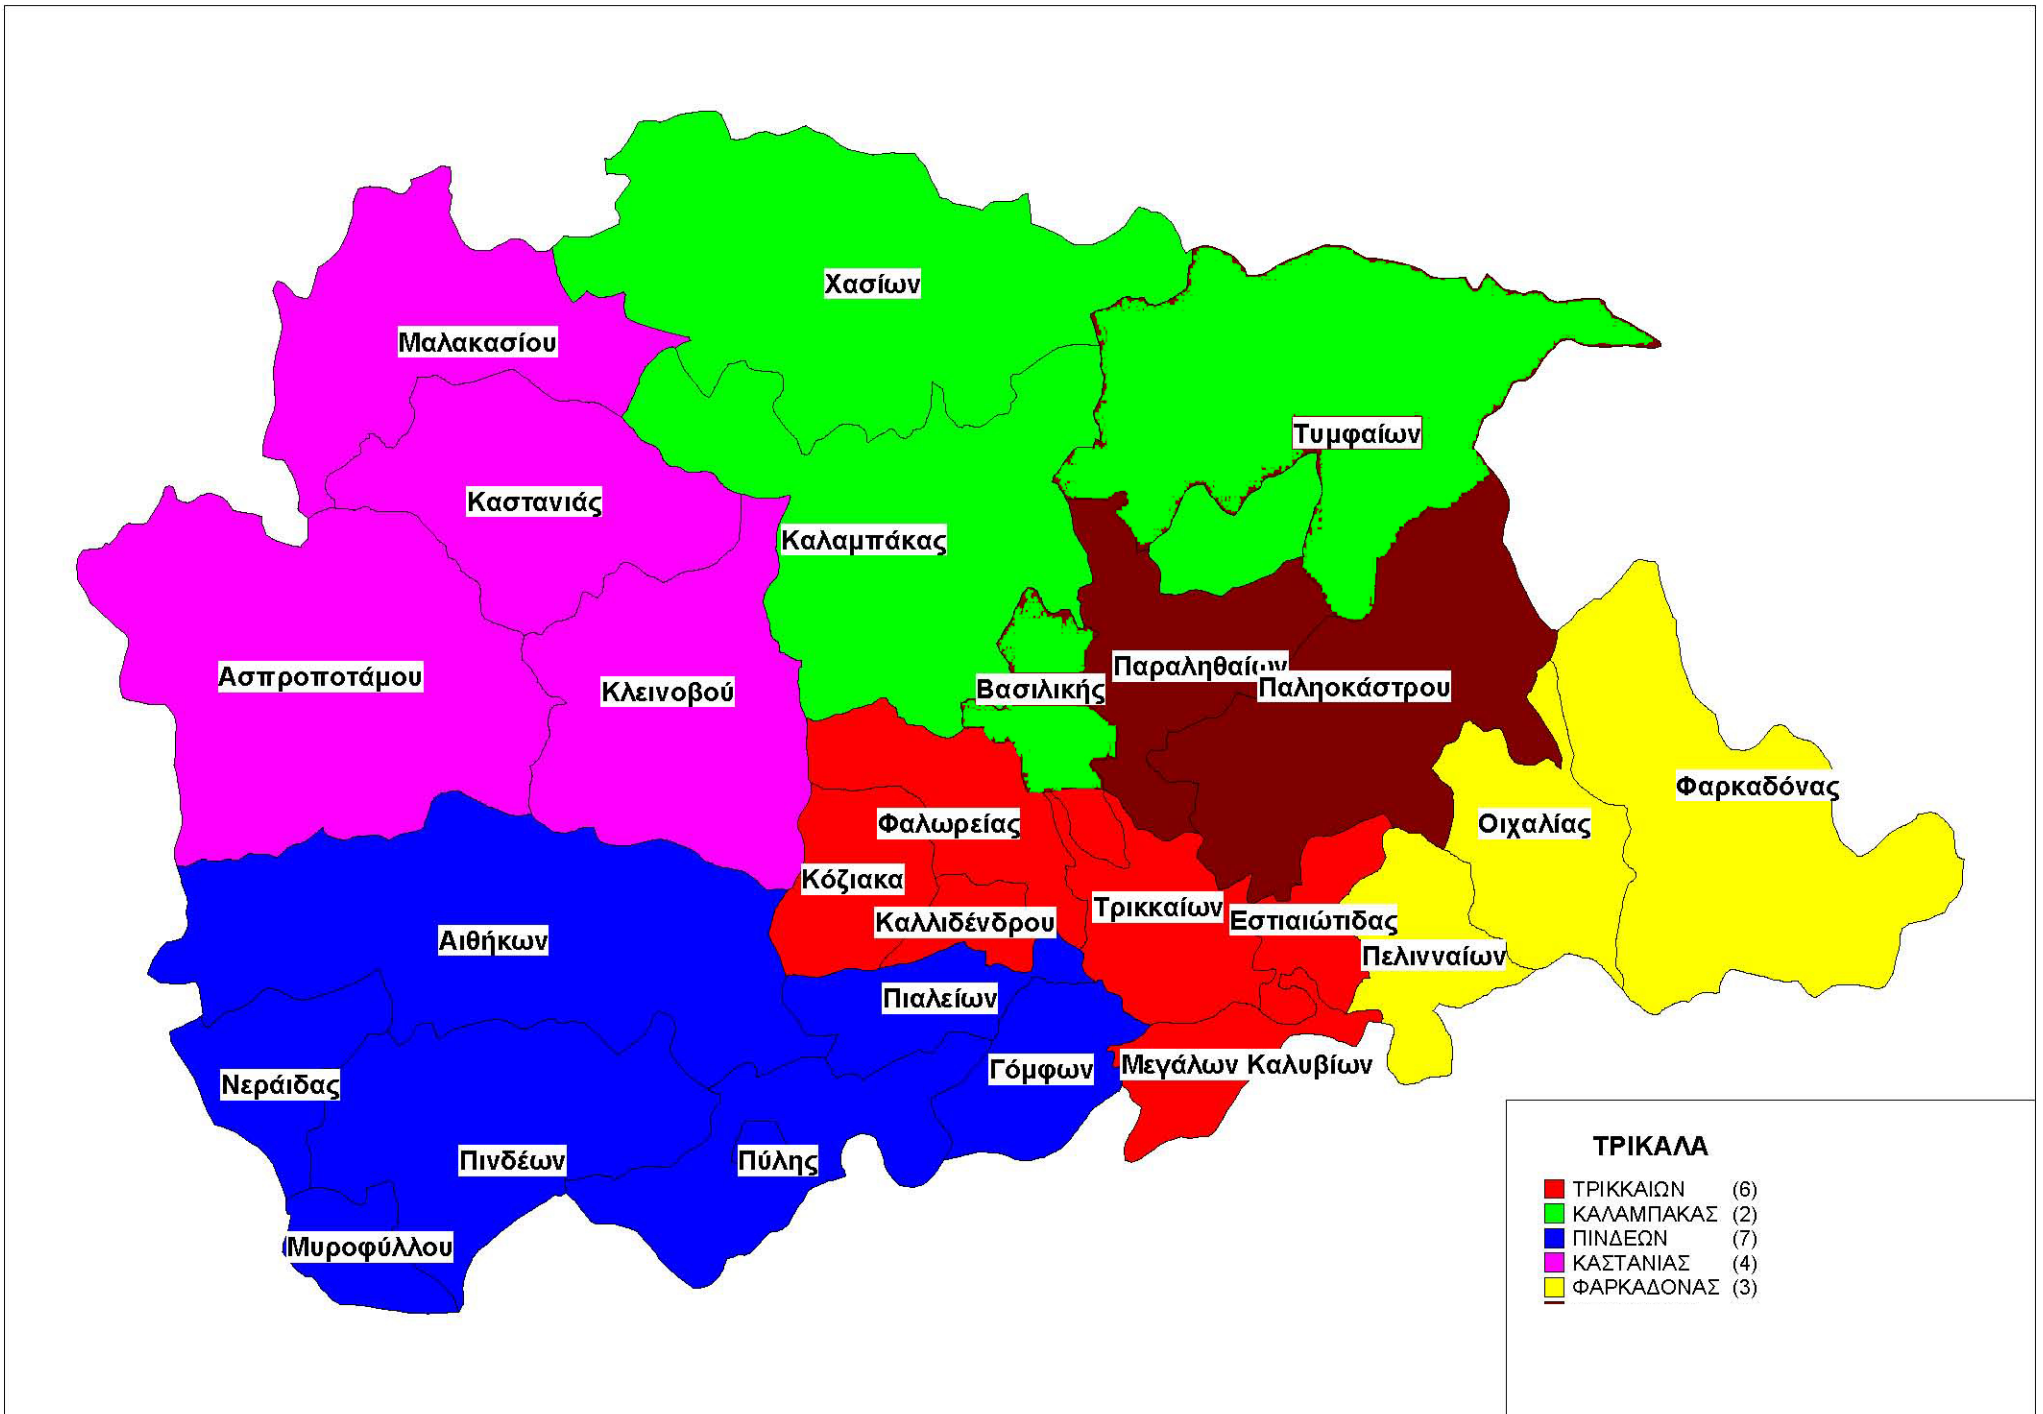 Χασίων
Μαλακασίου
Τυμφαίων
Καστανιάς
Καλαμπάκας
Ασπροποτάμου
Κλεινοβού
Βασιλικής
Παραληθαίων
Παληοκάστρου
Φαρκαδόνας
Φαλωρείας
Οιχαλίας
Κόζιακα
Καλλιδένδρου
Τρικκαίων
Εστιαιώτιδας
Αιθήκων
Πελινναίων
Πιαλείων
Νεράιδας
Γόμφων
Μεγάλων Καλυβίων
Πινδέων
Πύλης
Μυροφύλλου
ΤΡΙΚΑΛΑ
ΤΡΙΚΚΑΙΩΝ (6)
ΚΑΛΑΜΠΑΚΑΣ (2)
ΠΙΝΔΕΩΝ (7)
ΚΑΣΤΑΝΙΑΣ (4)
ΦΑΡΚΑΔΟΝΑΣ (3)